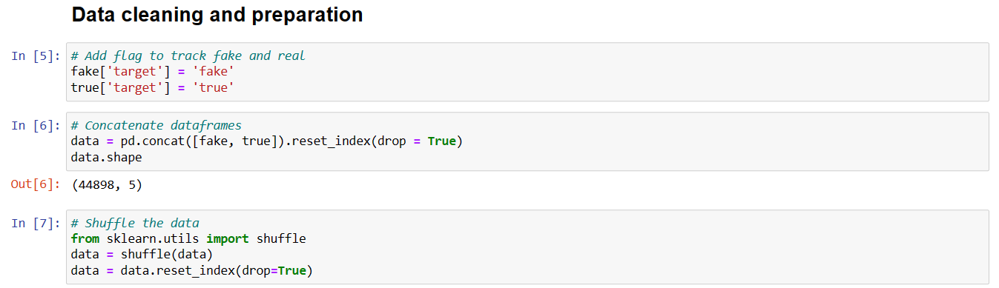 Data cleaning and preparation
In [5]: # Add flag to track fake and real
fake['target'] = 'fake'
true['target'] = 'true'
In [6]: # Concatenate dataframes
data = pd.concat([fake, true]).reset_index(drop = True)
data.shape
Out[6]: (44898, 5)
In [7]: # Shuffle the data
from sklearn.utils import shuffle
data = shuffle(data)
data = data.reset_index(drop=True)